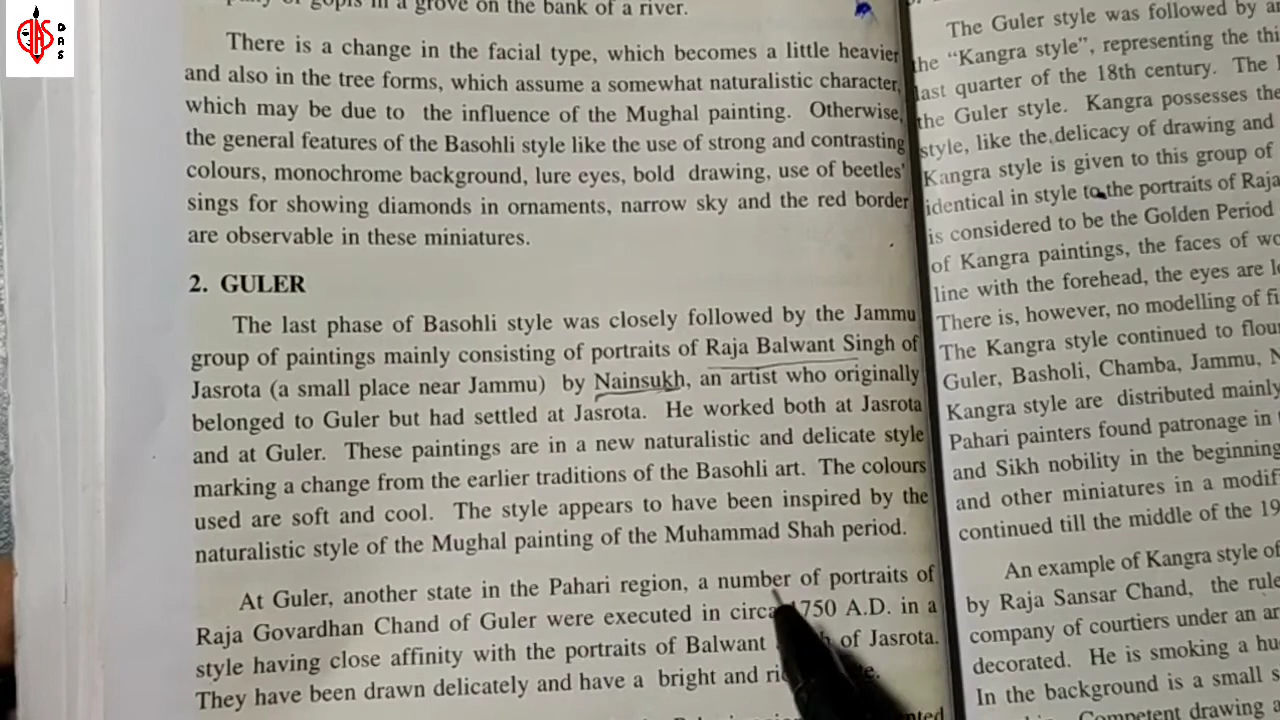 DAS
DAS
in a grove on the bank of a river.
There is a change in the facial type, which becomes a little heavier
and also in the tree forms, which assume a somewhat naturalistic character,
which may be due to the influence of the Mughal painting. Otherwise,
the general features of the Basohli style like the use of strong and contrasting
colours, monochrome background, lure eyes, bold drawing, use of beetles'
sings for showing diamonds in ornaments, narrow sky and the red border
are observable in these miniatures.
2. GULER
The last phase of Basohli style was closely followed by the Jammu
group of paintings mainly consisting of portraits of Raja Balwant Singh of
Jasrota (a small place near Jammu) by Nainsukh, an artist who originally
belonged to Guler but had settled at Jasrota. He worked both at Jasrota
and at Guler. These paintings are in a new naturalistic and delicate style
marking a change from the earlier traditions of the Basohli art. The colours
used are soft and cool. The style appears to have been inspired by the
naturalistic style of the Mughal painting of the Muhammad Shah period.
At Guler, another state in the Pahari region, a number of portraits of
Raja Govardhan Chand of Guler were executed in circa 1750 A.D. in a
style having close affinity with the portraits of Balwant of Jasrota.
They have been drawn delicately and have a bright and
The Guler style was followed by
the "Kangra style", representing the
last quarter of the 18th century. The
the Guler style. Kangra possesses the
style, like the delicacy of drawing and
Kangra style is given to this group of
identical in style to the portraits of Raja
is considered to be the Golden Period
of Kangra paintings, the faces of
line with the forehead, the eyes are
There is, however, no modelling of
The Kangra style continued to
Guler, Basholi, Chamba, Jammu,
Kangra style are distributed mainly
Pahari painters found patronage in
and Sikh nobility in the beginning
and other miniatures in a
continued till the middle of the
An example of Kangra style of
by Raja Sansar Chand, the
company of courtiers under an
decorated. He is smoking a
In the background is a small
Competent drawing